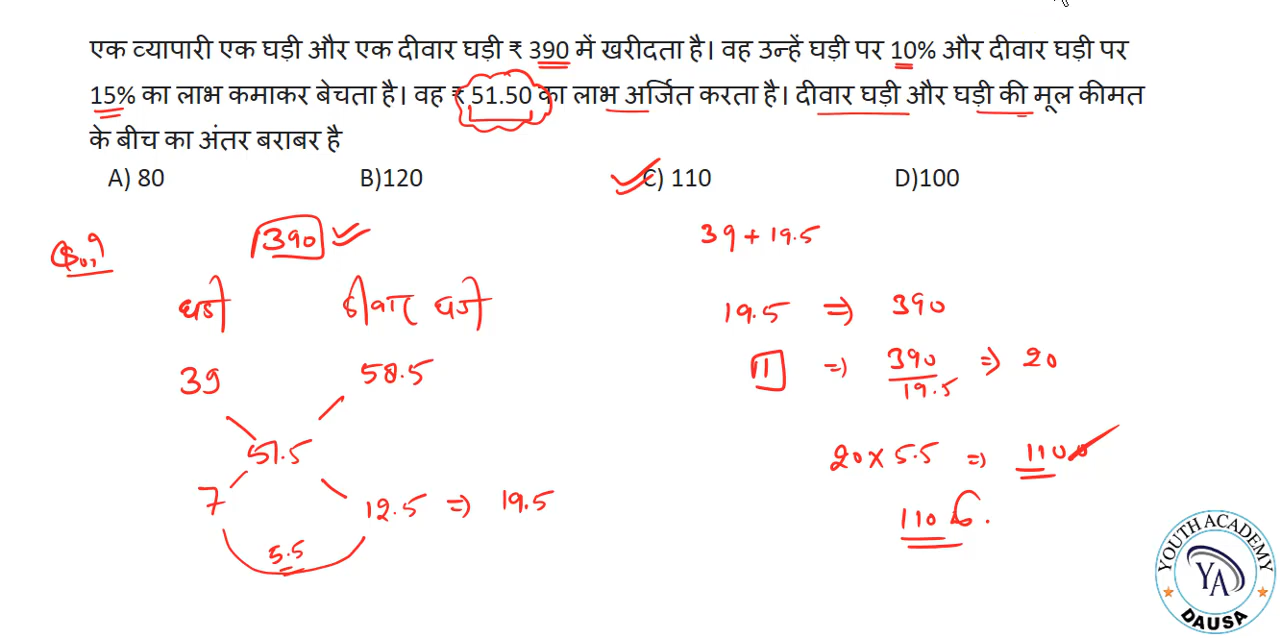 एक व्यापारी एक घड़ी और एक दीवार घड़ी ₹ 390 में खरीदता है। वह उन्हें घड़ी पर 10% और दीवार घड़ी पर
15% का लाभ कमाकर बेचता है। वह ₹ 51.50 का लाभ अर्जित करता है। दीवार घड़ी और घड़ी की मूल कीमत
के बीच का अंतर बराबर है
A) 80 B)120 C) 110 D)100
390
39 + 19.5
घड़ी दीवार घड़ी
19.5 => 390
39 58.5
11 => 390/19.5 => 20
51.5
20 x 5.5 => 110
7 12.5 => 19.5
110
5.5
YOUTH ACADEMY
YA
DAUSA